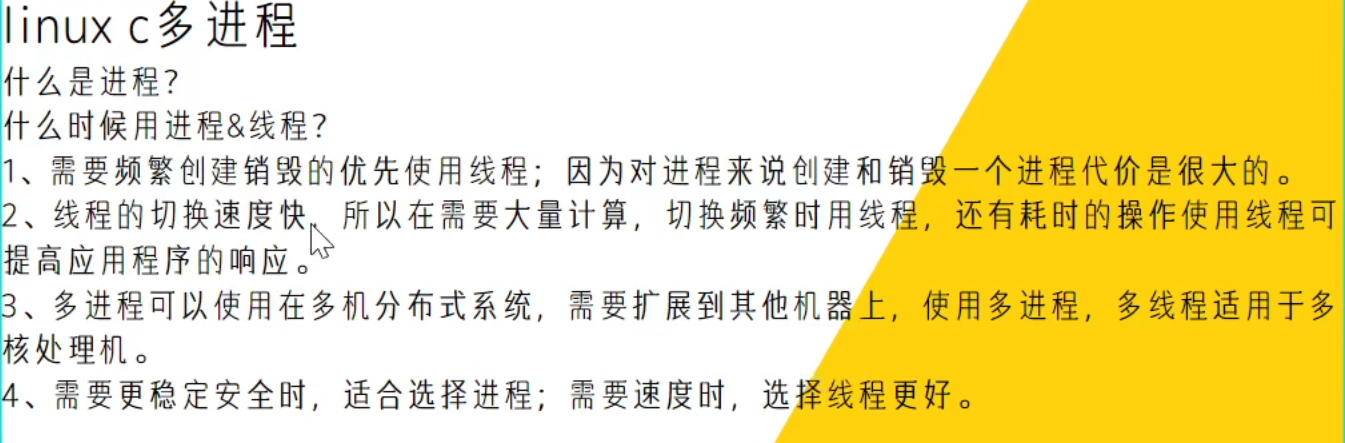 linux c多进程
什么是进程？
什么时候用进程&线程？
1、需要频繁创建销毁的优先使用线程；因为对进程来说创建和销毁一个进程代价是很大的。
2、线程的切换速度快，所以在需要大量计算，切换频繁时用线程，还有耗时的操作使用线程可
提高应用程序的响应。
3、多进程可以使用在多机分布式系统，需要扩展到其他机器上，使用多进程，多线程适用于多
核处理机。
4、需要更稳定安全时，适合选择进程；需要速度时，选择线程更好。